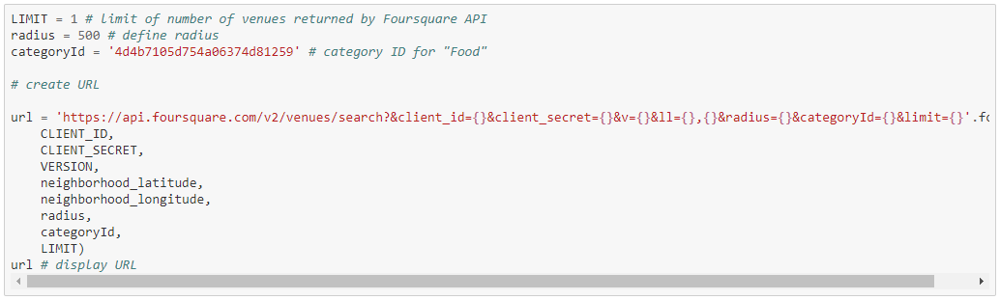 LIMIT = 1 # limit of number of venues returned by Foursquare API
radius = 500 # define radius
categoryId = '4d4b7105d754a06374d81259' # category ID for "Food"
# create URL
url = 'https://api.foursquare.com/v2/venues/search?&client_id={}&client_secret={}&v={}&ll={},{}&radius={}&categoryId={}&limit={}'.fo
CLIENT_ID,
CLIENT_SECRET,
VERSION,
neighborhood_latitude,
neighborhood_longitude,
radius,
categoryId,
LIMIT)
url # display URL